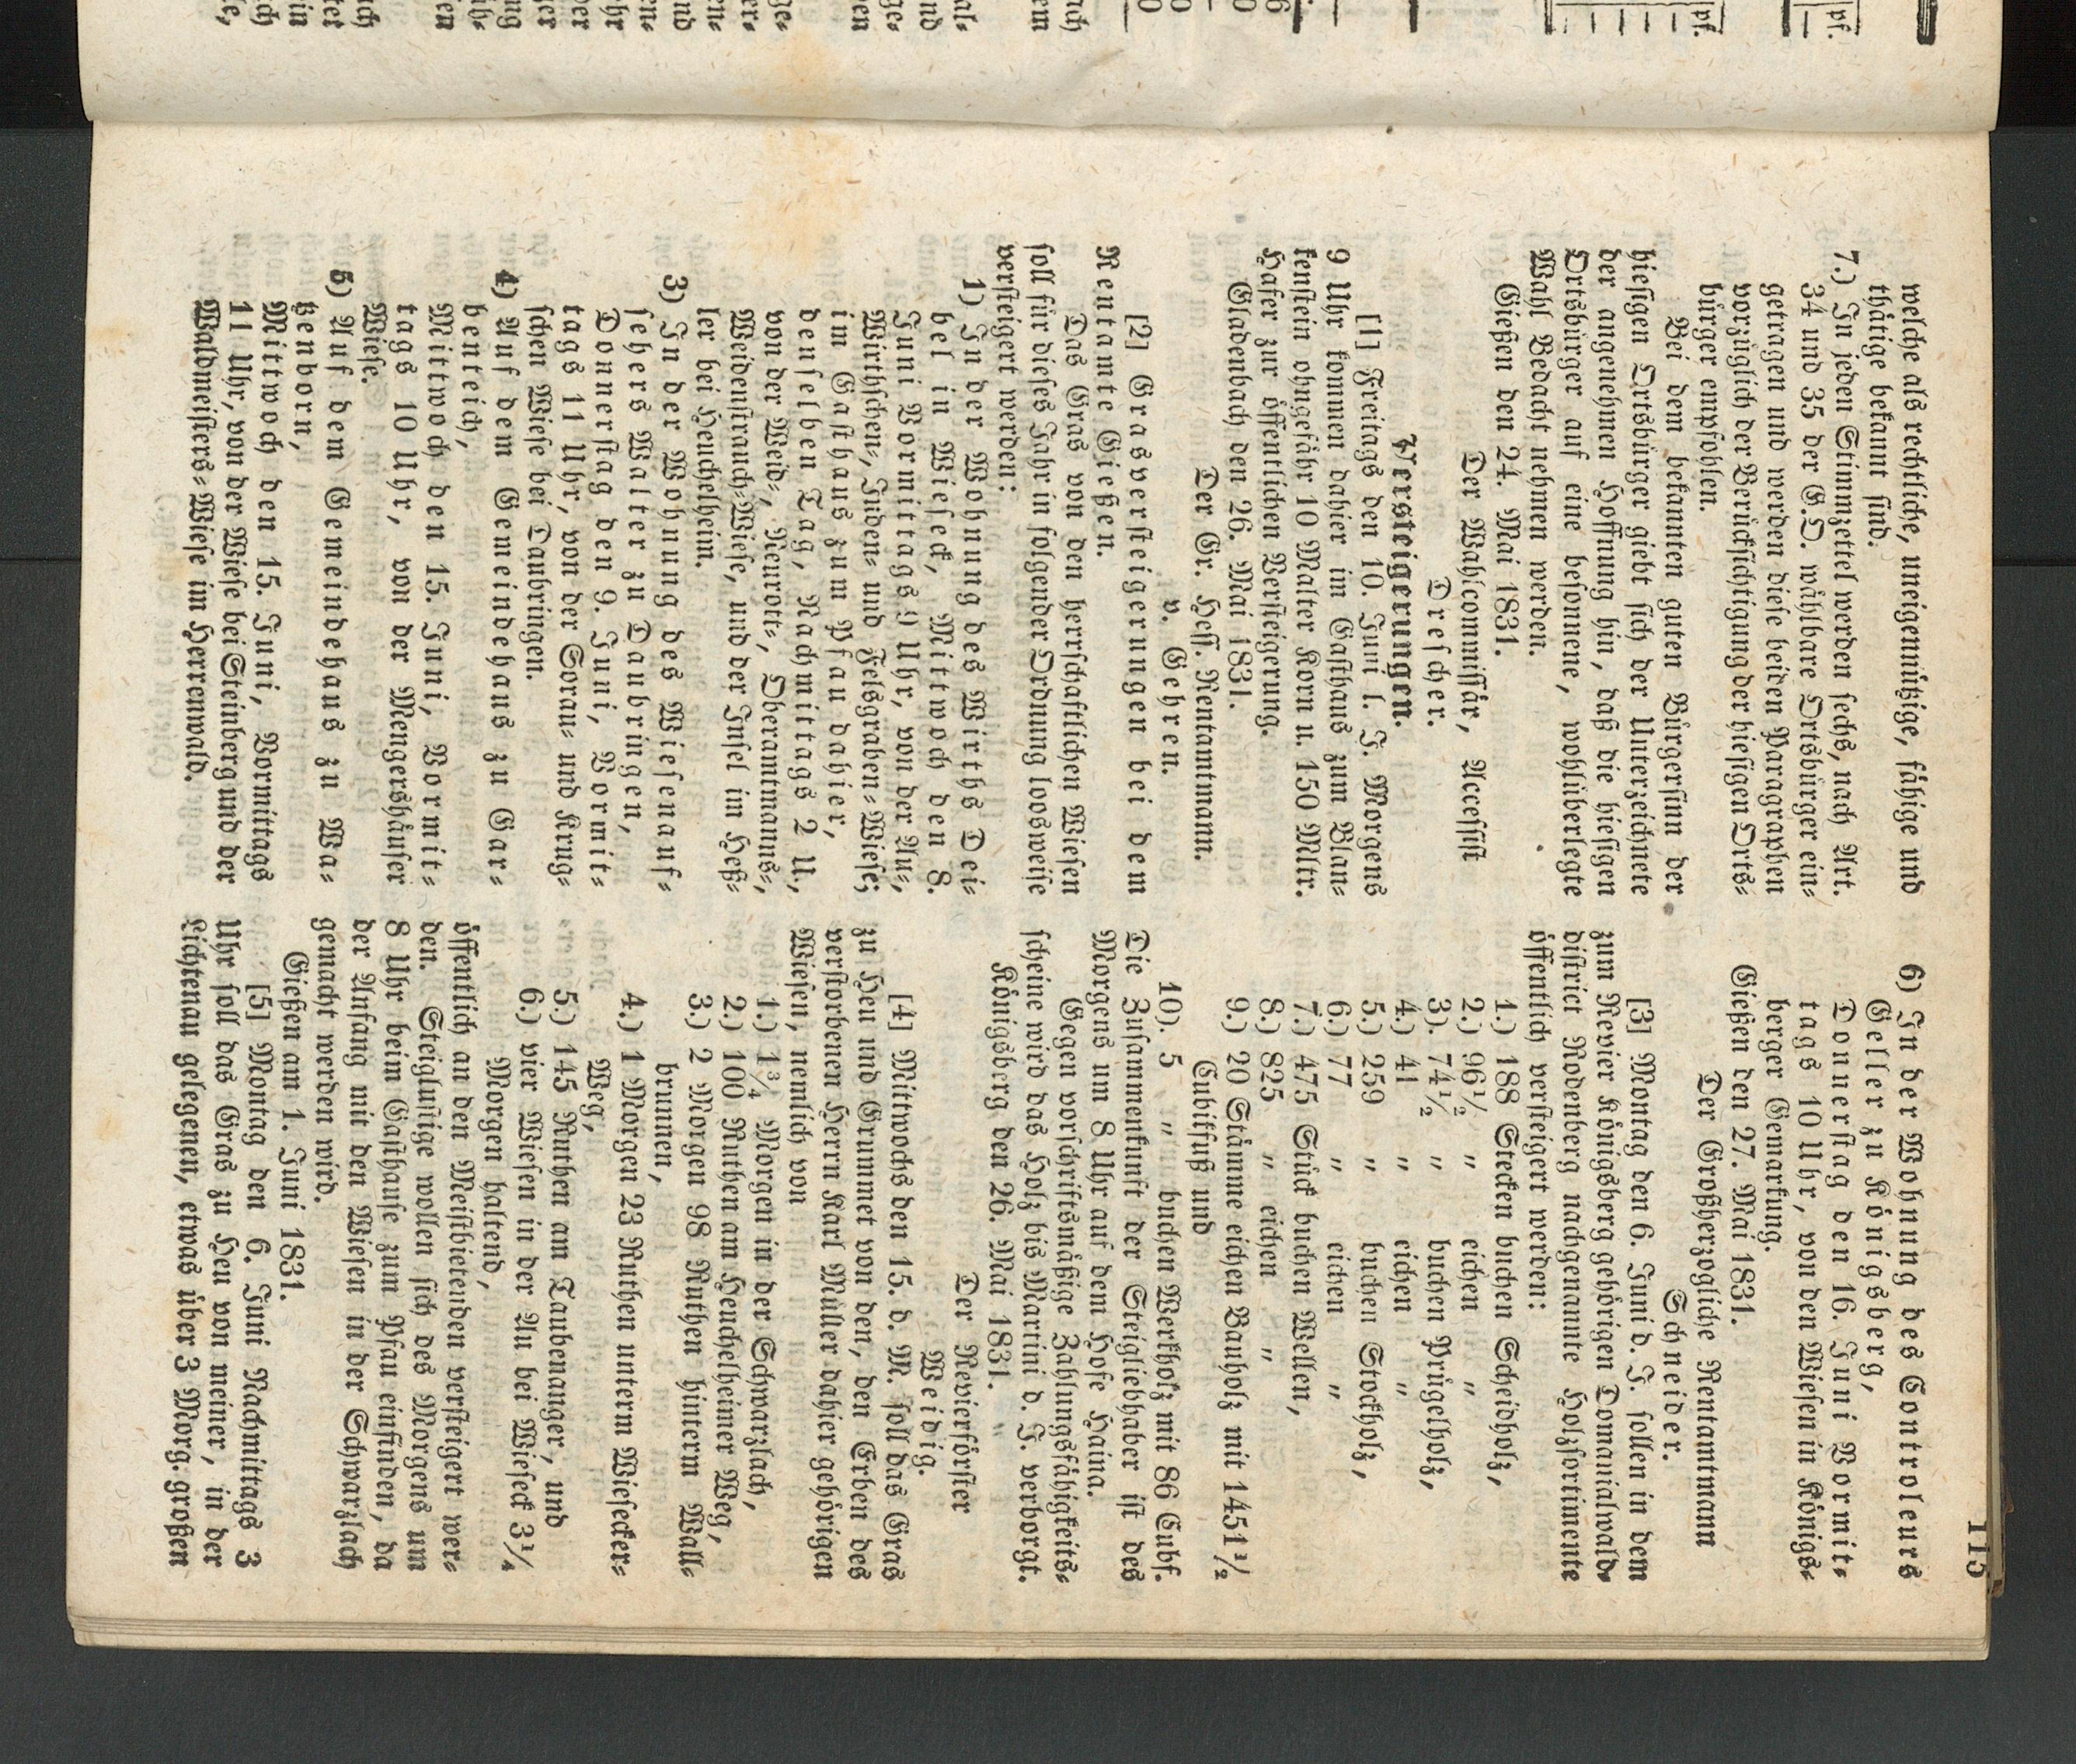 115
welche als rechtliche, uneigennützige, fähige und
thätige bekannt sind.
7.) In jeden Stimmzettel werden sechs, nach Art.
34 und 35 der G.O. wählbare Ortsbürger ein-
getragen und werden diese beiden Paragraphen
vorzüglich der Berücksichtigung der hiesigen Orts-
bürger empfohlen.
Bei dem bekannten guten Bürgersinn der
hiesigen Ortsbürger giebt sich der Unterzeichnete
der angenehmen Hoffnung hin, daß die hiesigen
Ortsbürger auf eine besonnene, wohlüberlegte
Wahl Bedacht nehmen werden.
Gießen den 24. Mai 1831.
Der Wahlcommissär, Accessist
Drescher.
Versteigerungen.
[1] Freitags den 10. Juni l. J. Morgens
9 Uhr kommen dahier im Gasthaus zum Blan-
kenstein ohngefähr 10 Malter Korn u. 150 Mltr.
Hafer zur öffentlichen Versteigerung.
Gladenbach den 26. Mai 1831.
Der Gr. Hess. Rentamtmann.
v. Gehren.
[2] Grasversteigerungen bei dem
Rentamte Gießen.
Das Gras von den herrschaftlichen Wiesen
soll für dieses Jahr in folgender Ordnung loosweise
versteigert werden:
1) In der Wohnung des Wirths Dei-
bel in Wieseck, Mittwoch den 8.
Juni Vormittags 9 Uhr, von der Au-,
Wirthschen-, Juden- und Felsgraben-Wiese;
im Gasthaus zum Pfau dahier,
denselben Tag, Nachmittags 2 U.,
von der Weid-, Neurott-, Oberamtmanns-,
Weidenstrauch-Wiese, und der Insel im Heß-
ler bei Heuchelheim.
3) In der Wohnung des Wiesenauf-
sehers Walter zu Daubringen,
Donnerstag den 9. Juni, Vormit-
tags 11 Uhr, von der Sorau- und Krug-
schen Wiese bei Daubringen.
4) Auf dem Gemeindehaus zu Gar-
benteich,
Mittwoch den 15. Juni, Vormit-
tags 10 Uhr, von der Mengershäuser
Wiese.
5) Auf dem Gemeindehaus zu Wa-
tzenborn,
Mittwoch den 15. Juni, Vormittags
11 Uhr, von der Wiese bei Steinberg und der
Waldmeisters-Wiese im Herrenwald.
6) In der Wohnung des Controleurs
Geller zu Königsberg,
Donnerstag den 16. Juni Vormit-
tags 10 Uhr, von den Wiesen in Königs-
berger Gemarkung.
Gießen den 27. Mai 1831.
Der Großherzogliche Rentamtmann
Schneider.
[3] Montag den 6. Juni d. J. sollen in dem
zum Revier Königsberg gehörigen Domanialwald-
district Rodenberg nachgenannte Holzsortimente
öffentlich versteigert werden:
1.) 188 Stecken buchen Scheidholz,
2.) 96½ „ eichen „
3). 74½ „ buchen Prügelholz,
4.) 41 „ eichen „
5.) 259 „ buchen Stockholz,
6.) 77 „ eichen „
7.) 475 Stück buchen Wellen,
8.) 825 „ eichen „
9.) 20 Stämme eichen Bauholz mit 1451½
Cubikfuß und
10). 5 „ buchen Werkholz mit 86 Cubf.
Die Zusammenkunft der Steigliebhaber ist des
Morgens um 8 Uhr auf dem Hofe Haina.
Gegen vorschriftsmäßige Zahlungsfähigkeits-
scheine wird das Holz bis Martini d. J. verborgt.
Königsberg den 26. Mai 1831.
Der Revierförster
Weidig.
[4] Mittwochs den 15. d. M. soll das Gras
zu Heu und Grummet von den, den Erben des
verstorbenen Herrn Karl Müller dahier gehörigen
Wiesen, nemlich von
1.) 1¾ Morgen in der Schwarzlach,
2.) 100 Ruthen am Heuchelheimer Weg,
3.) 2 Morgen 98 Ruthen hinterm Wall-
brunnen,
4.) 1 Morgen 23 Ruthen unterm Wiesecker-
Weg,
5.) 145 Ruthen am Taubenanger, und
6.) vier Wiesen in der Au bei Wieseck 3¼
Morgen haltend,
öffentlich an den Meistbietenden versteigert wer-
den. Steiglustige wollen sich des Morgens um
8 Uhr beim Gasthause zum Pfau einfinden, da
der Anfang mit den Wiesen in der Schwarzlach
gemacht werden wird.
Gießen am 1. Juni 1831.
[5] Montag den 6. Juni Nachmittags 3
Uhr soll das Gras zu Heu von meiner, in der
Lichtenau gelegenen, etwas über 3 Morg. großen